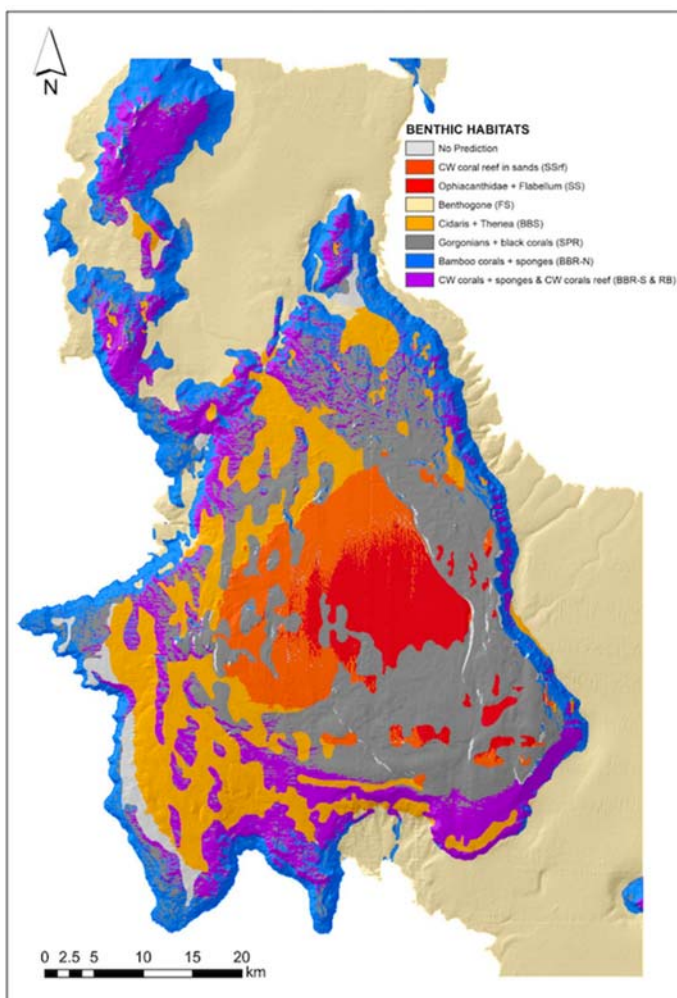 N
BENTHIC HABITATS
No Prediction
CW coral reef in sands (SSrf)
Ophiacanthidae + Flabellum (SS)
Benthogone (FS)
Cidaris + Thenea (BBS)
Gorgonians + black corals (SPR)
Bamboo corals + sponges (BBR-N)
CW corals + sponges & CW corals reef (BBR-S & RB)
0 2.5 5 10 15 20
km